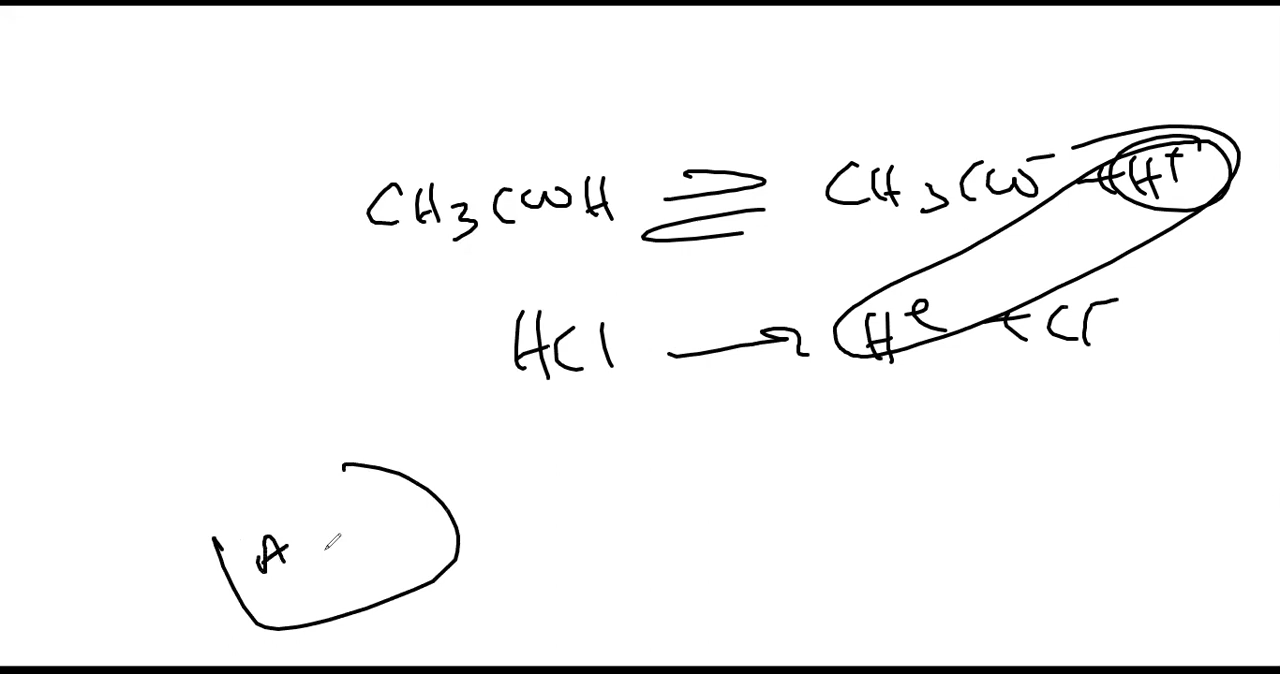 CH3COOH ⇌ CH3COO⁻ + H⁺
HCl → H⊕ + Cl⁻
A